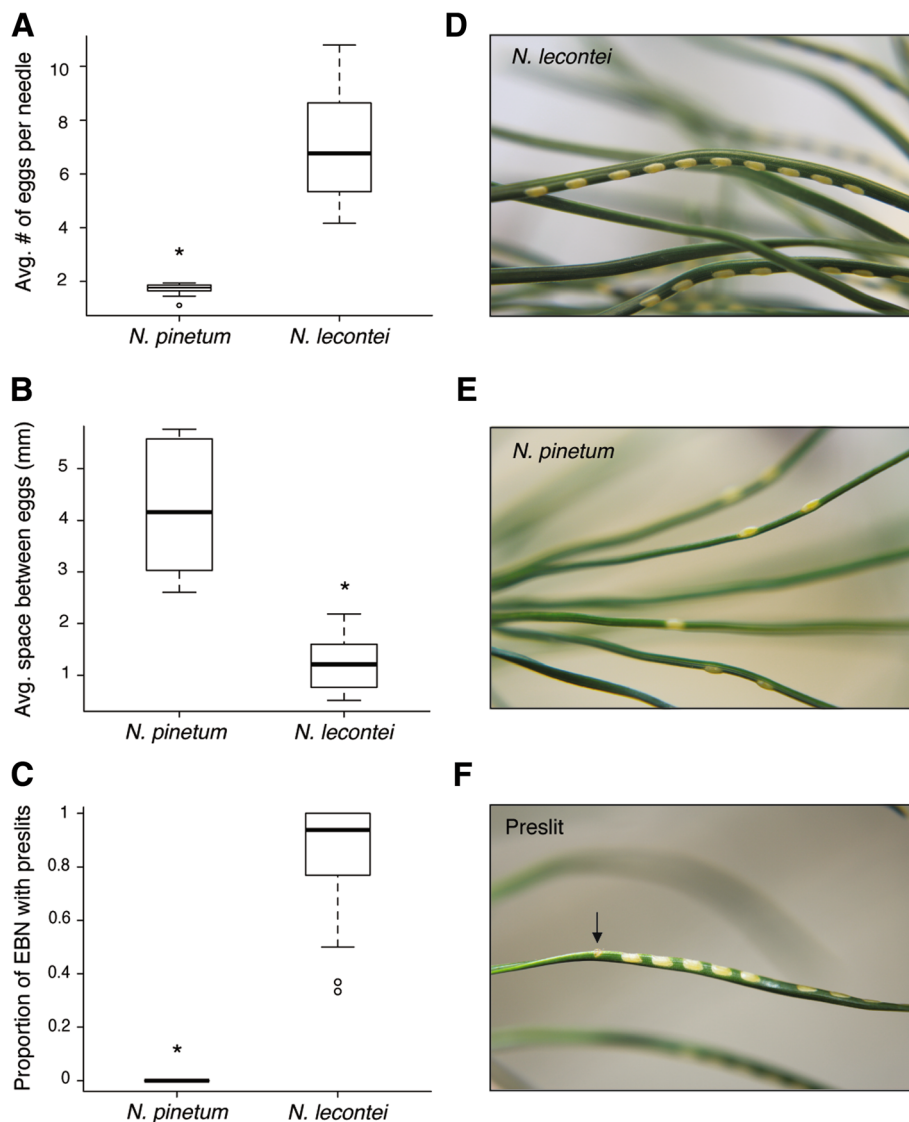 A
Avg. # of eggs per needle
10
8
6
4
2
*
N. pinetum
N. lecontei
B
Avg. space between eggs (mm)
5
4
3
2
1
*
N. pinetum
N. lecontei
C
Proportion of EBN with preslits
1
0.8
0.6
0.4
0.2
0
*
N. pinetum
N. lecontei
D
N. lecontei
E
N. pinetum
F
Preslit